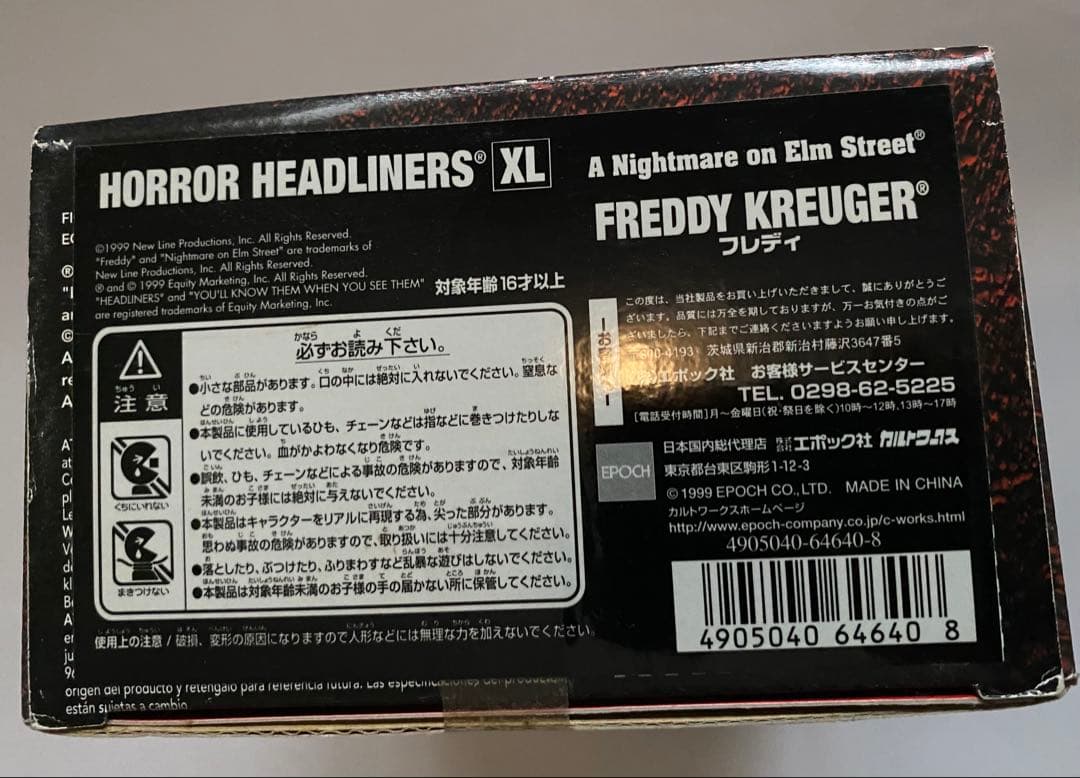 HORROR HEADLINERS® XL
©1999 New Line Productions, Inc. All Rights Reserved.
"Freddy" and "Nightmare on Elm Street" are trademarks of
New Line Productions, Inc. All Rights Reserved.
® and © 1999 Equity Marketing, Inc. All Rights Reserved.
"HEADLINERS" and "YOU'LL KNOW THEM WHEN YOU SEE THEM"
are registered trademarks of Equity Marketing, Inc.
対象年齢16才以上
注意
ちゅうい
くちにいれない
まきつけない
かなら よ くだ
必ずお読み下さい。
●小さな部品があります。口の中には絶対に入れないでください。窒息な
どの危険があります。
●本製品に使用しているひも、チェーンなどは指などに巻きつけたりしな
いでください。血がかよわなくなり危険です。
●誤飲、ひも、チェーンなどによる事故の危険がありますので、対象年齢
未満のお子様には絶対に与えないでください。
●本製品はキャラクターをリアルに再現する為、尖った部分があります。
思わぬ事故の危険がありますので、取り扱いには十分注意してください。
●落としたり、ぶつけたり、ふりまわすなど乱暴な遊びはしないでください。
●本製品は対象年齢未満のお子様の手の届かない所に保管してください。
使用上の注意 / 破損、変形の原因になりますので人形などには無理な力を加えないでください。
origen del producto y reténgalo para referencia futura. Las especificaciones del producto
están sujetas a cambio
A Nightmare on Elm Street®
FREDDY KREUGER®
フレディ
この度は、当社製品をお買い上げいただきまして、誠にありがとうご
ざいます。品質には万全を期しておりますが、万一お気付きの点がご
ざいましたら、下記までご連絡くださいますようお願い申し上げます。
300-4193 茨城県新治郡新治村藤沢3647番5
エポック社 お客様サービスセンター
TEL. 0298-62-5225
[電話受付時間]月〜金曜日(祝・祭日を除く)10時〜12時、13時〜17時
EPOCH
日本国内総代理店 株式会社エポック社 カルトワークス
東京都台東区駒形1-12-3
©1999 EPOCH CO., LTD. MADE IN CHINA
カルトワークスホームページ
http://www.epoch-company.co.jp/c-works.html
4905040-64640-8
4905040 64640 8